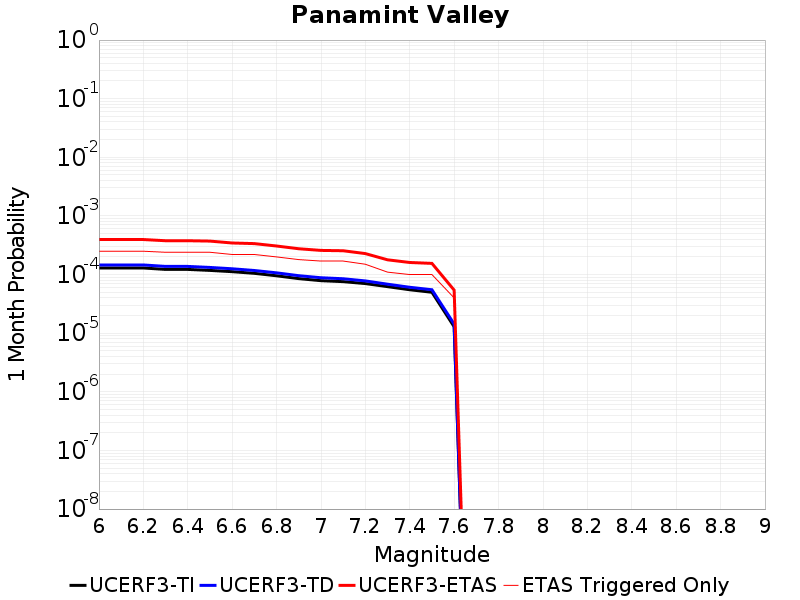 Panamint Valley
1 Month Probability
10^0
10^-1
10^-2
10^-3
10^-4
10^-5
10^-6
10^-7
10^-8
6 6.2 6.4 6.6 6.8 7 7.2 7.4 7.6 7.8 8 8.2 8.4 8.6 8.8 9
Magnitude
UCERF3-TI UCERF3-TD UCERF3-ETAS ETAS Triggered Only